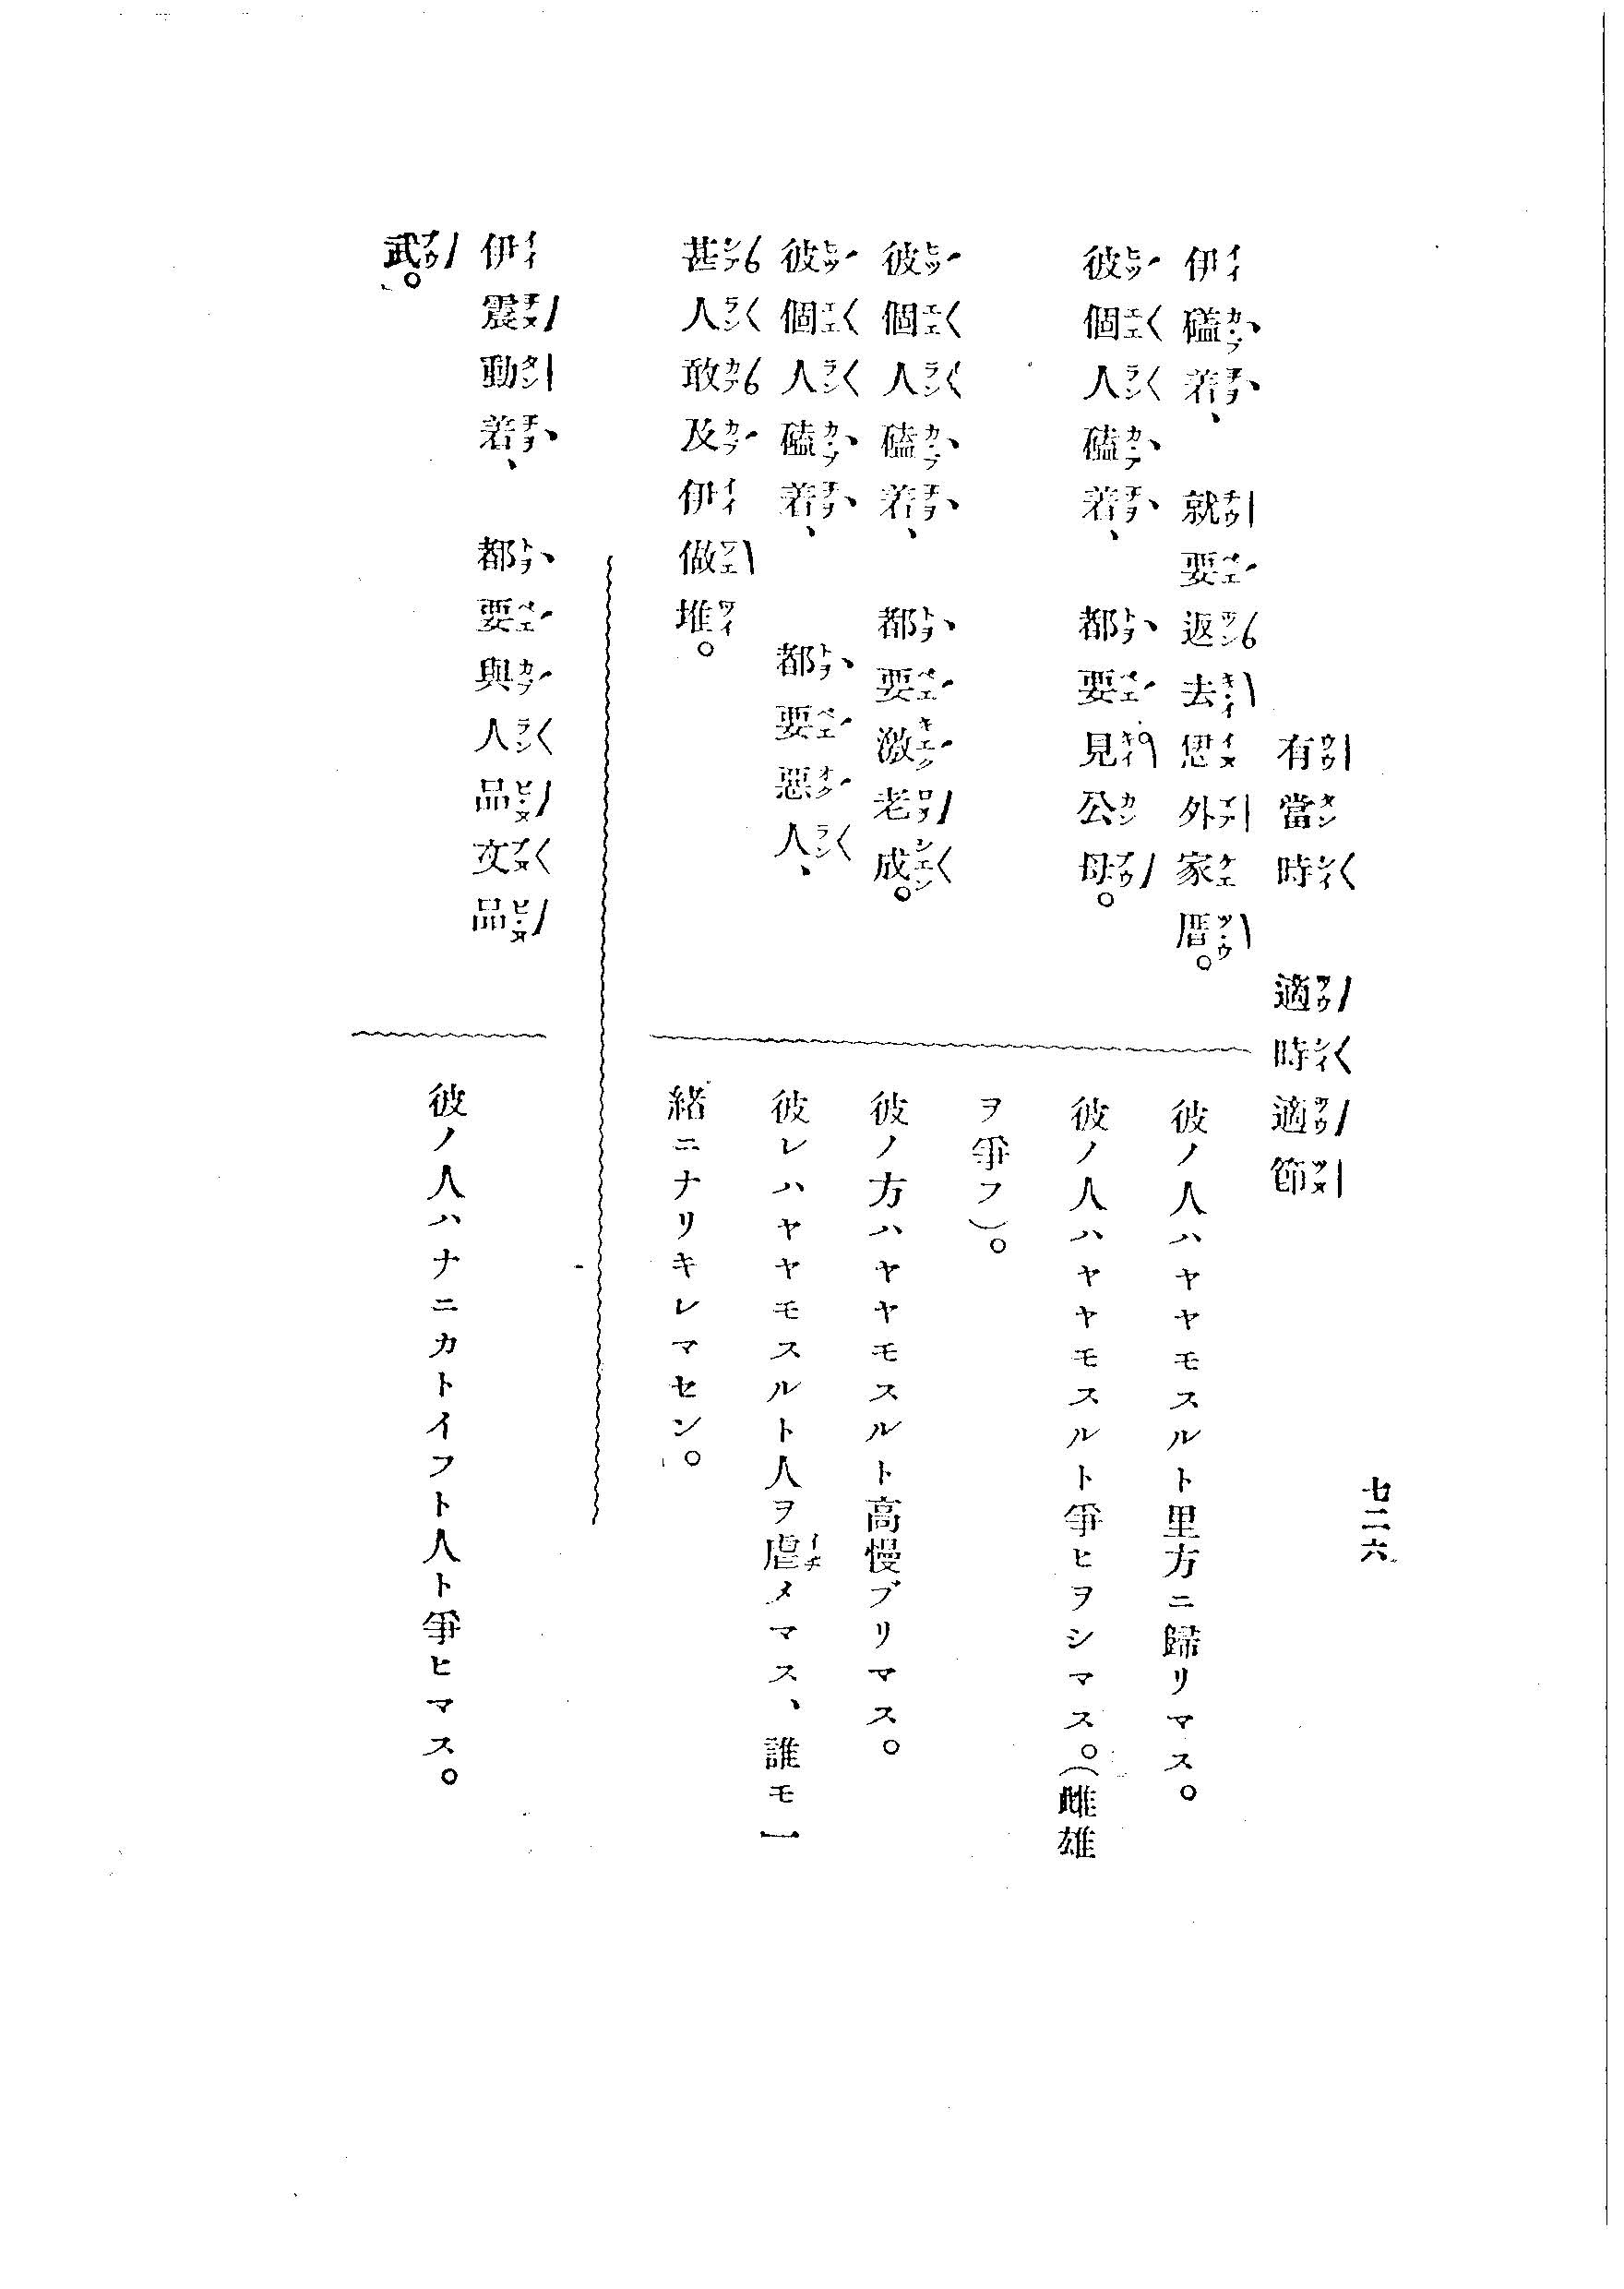 七二六
有當時　適時適節
伊礚着、就要返去思外家厝。
彼ノ人ハヤヤモスルト里方ニ歸リマス。
彼個人礚着、都要見公母。
彼ノ人ハヤヤモスルト爭ヒヲシマス。(雌雄
ヲ爭フ)。
彼個人礚着、都要激老成。
彼ノ方ハヤヤモスルト高慢ブリマス。
彼個人礚着、都要惡人、
甚人敢及伊做堆。
彼レハヤヤモスルト人ヲ虐メマス、誰モ一
緒ニナリキレマセン。
伊震動着、都要與人品文品
武。
彼ノ人ハナニカトイフト人ト爭ヒマス。